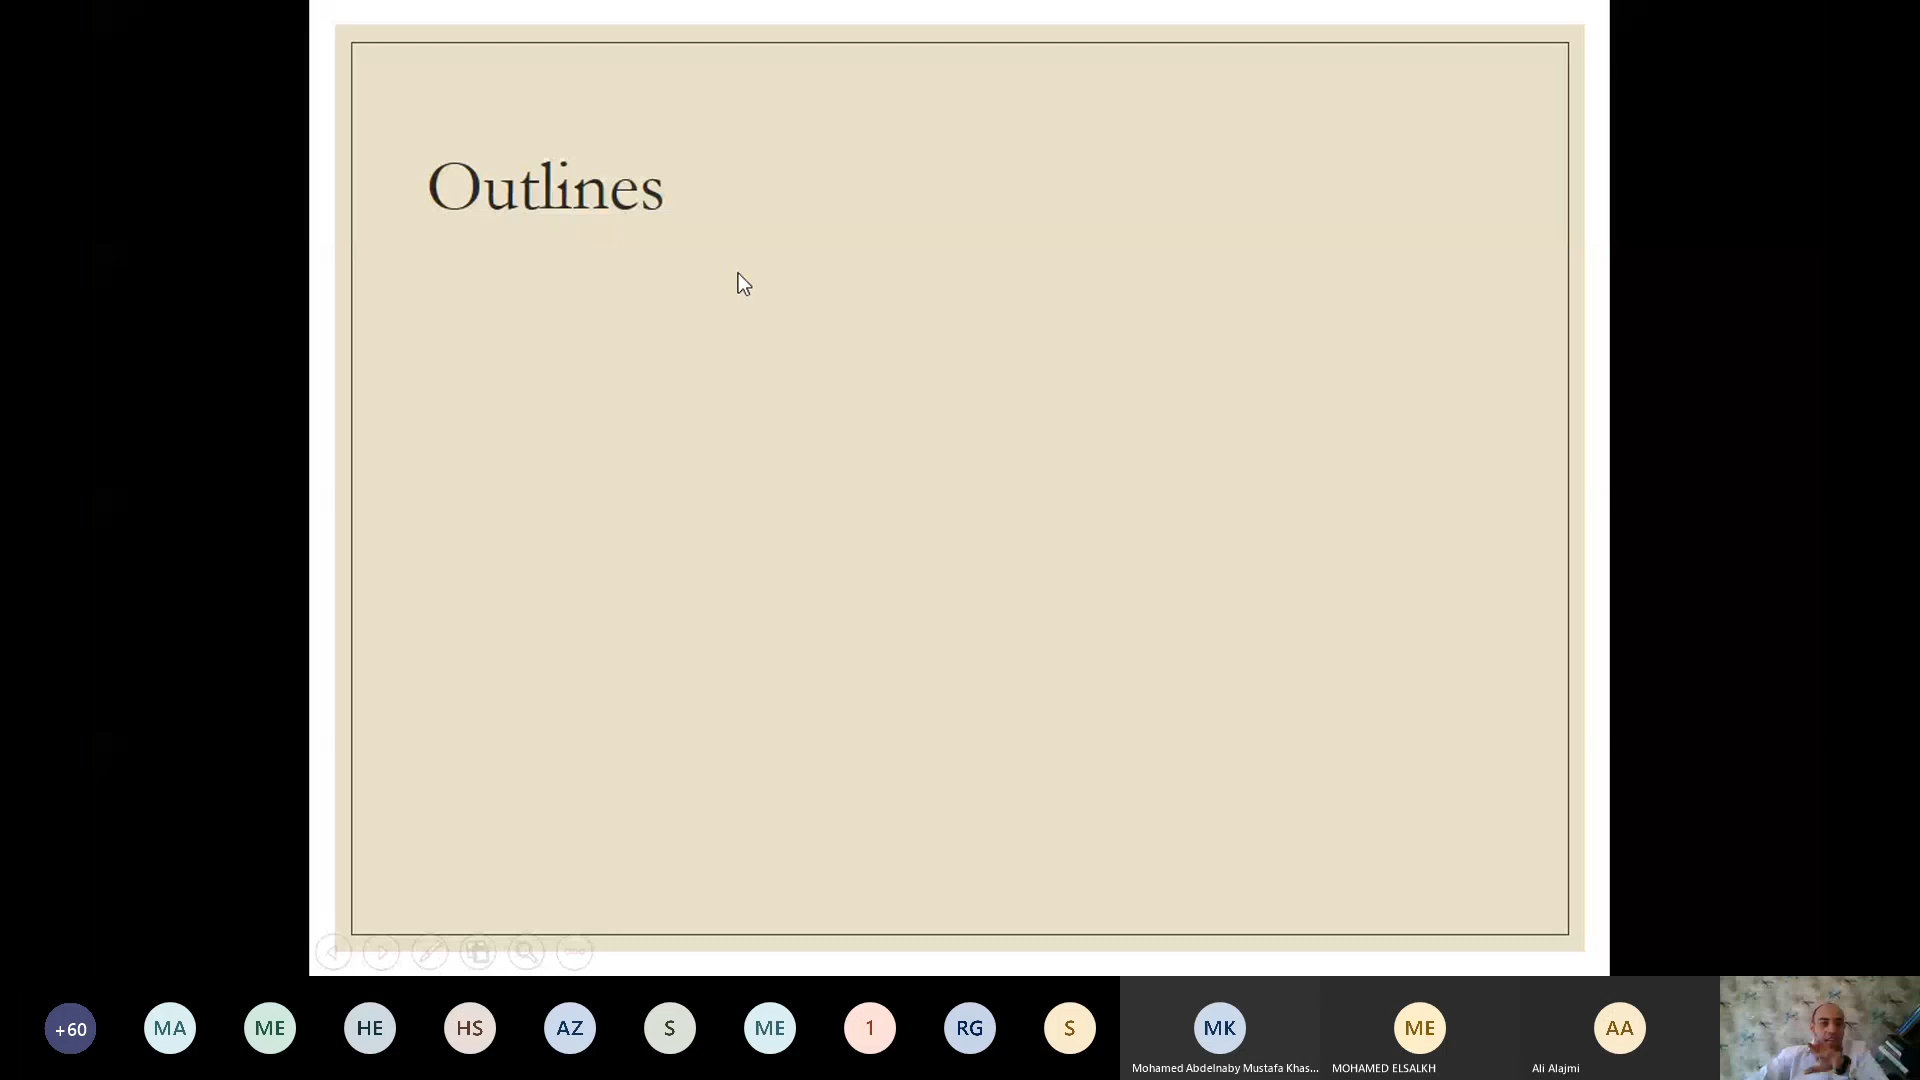 Outlines
+60
MA
ME
HE
HS
AZ
S
ME
1
RG
S
MK
ME
AA
Mohamed Abdelnaby Mustafa Khas...
MOHAMED ELSALKH
Ali Alajmi